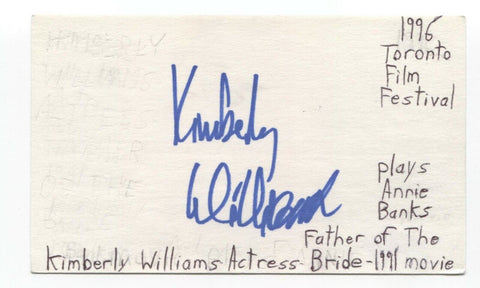 1996
Toronto
Film
Festival
Kimberly
Williams
plays
Annie
Banks
Father of The
Kimberly Williams-Actress-Bride-1991 movie